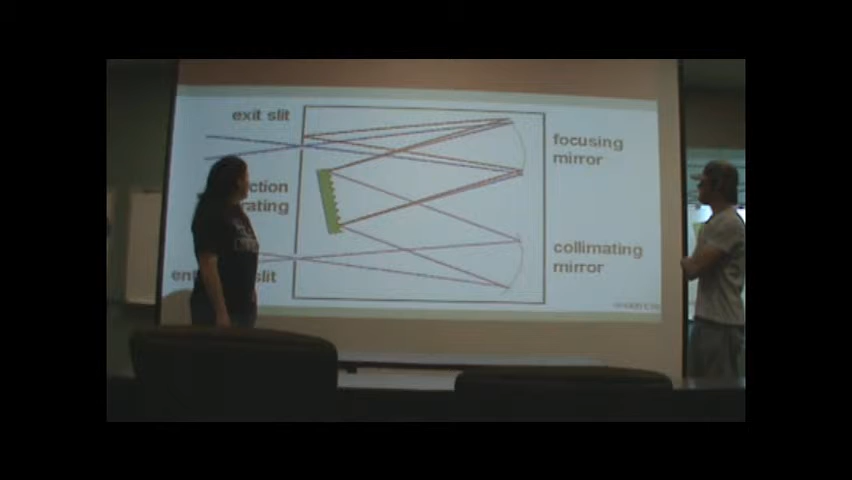 exit slit
focusing
mirror
ction
rating
collimating
mirror
ent slit